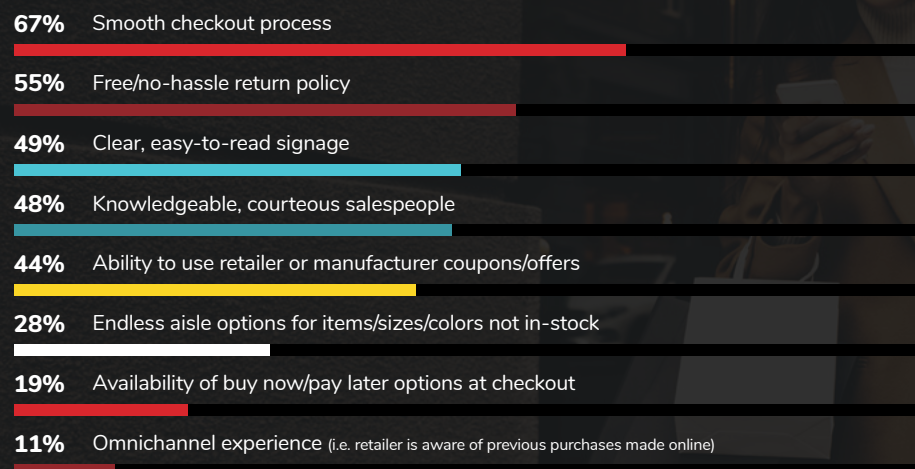 67% Smooth checkout process
55% Free/no-hassle return policy
49% Clear, easy-to-read signage
48% Knowledgeable, courteous salespeople
44% Ability to use retailer or manufacturer coupons/offers
28% Endless aisle options for items/sizes/colors not in-stock
19% Availability of buy now/pay later options at checkout
11% Omnichannel experience (i.e. retailer is aware of previous purchases made online)